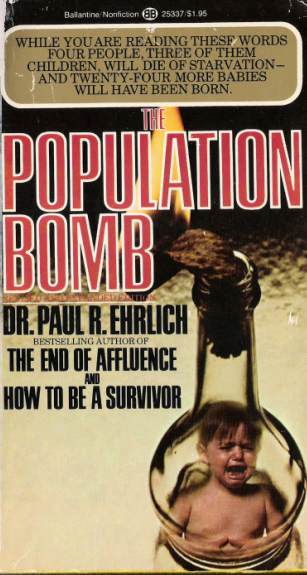 Ballantine/Nonfiction BB 25337/$1.95
WHILE YOU ARE READING THESE WORDS
FOUR PEOPLE, THREE OF THEM
CHILDREN, WILL DIE OF STARVATION—
AND TWENTY-FOUR MORE BABIES
WILL HAVE BEEN BORN.
THE
POPULATION
BOMB
DR. PAUL R. EHRLICH
BESTSELLING AUTHOR OF
THE END OF AFFLUENCE
AND
HOW TO BE A SURVIVOR